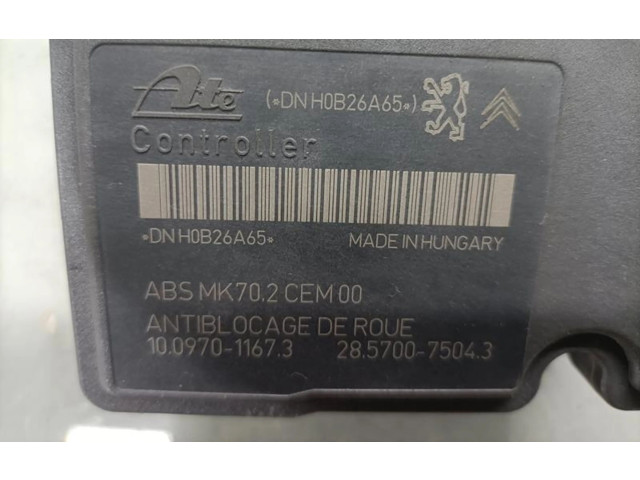 Ate (•DN H0B26A65•)
Controller
•DN H0B26A65• MADE IN HUNGARY
ABS MK70.2 CEM 00
ANTIBLOCAGE DE ROUE
10.0970-1167.3 28.5700-7504.3